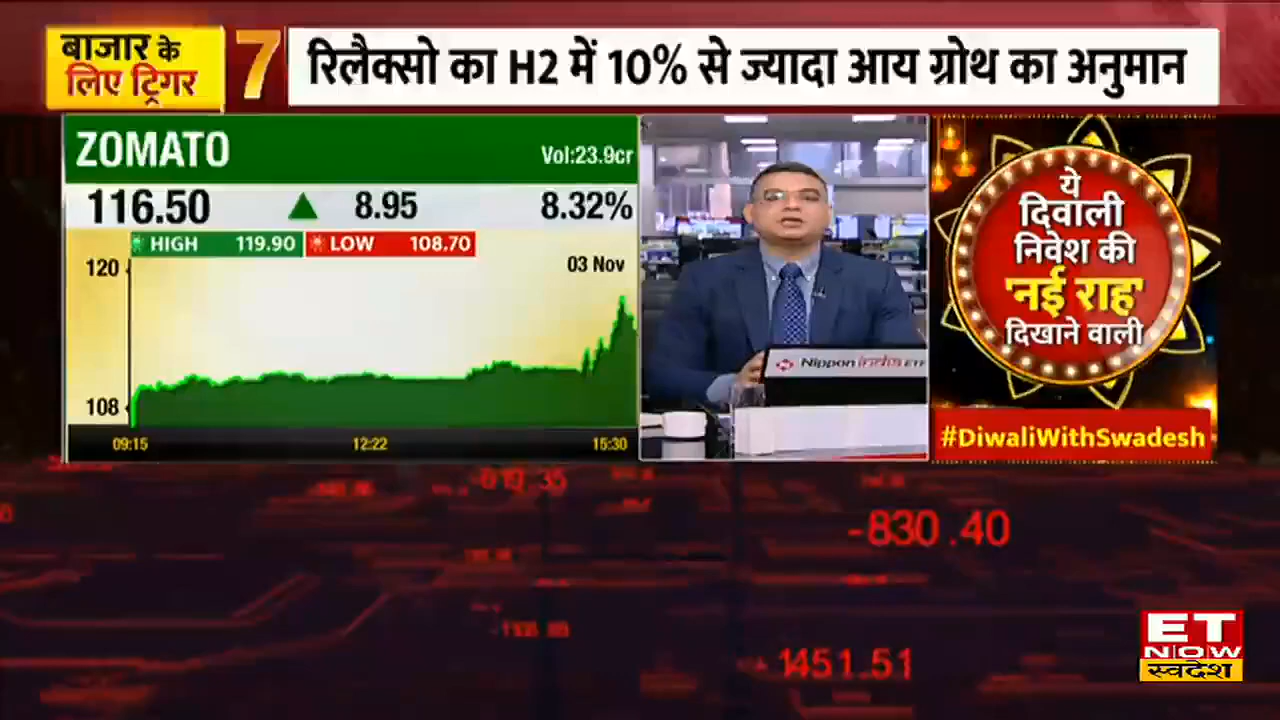 बाजार के
लिए ट्रिगर
7
रिलैक्सो का H2 में 10% से ज्यादा आय ग्रोथ का अनुमान
ZOMATO
Vol:23.9cr
116.50 ▲ 8.95 8.32%
HIGH 119.90 LOW 108.70
03 Nov
120
108
09:15 12:22 15:30
Nippon india ETF
ये
दिवाली
निवेश की
'नई राह'
दिखाने वाली
#DiwaliWithSwadesh
-830.40
1451.51
ET
NOW
स्वदेश